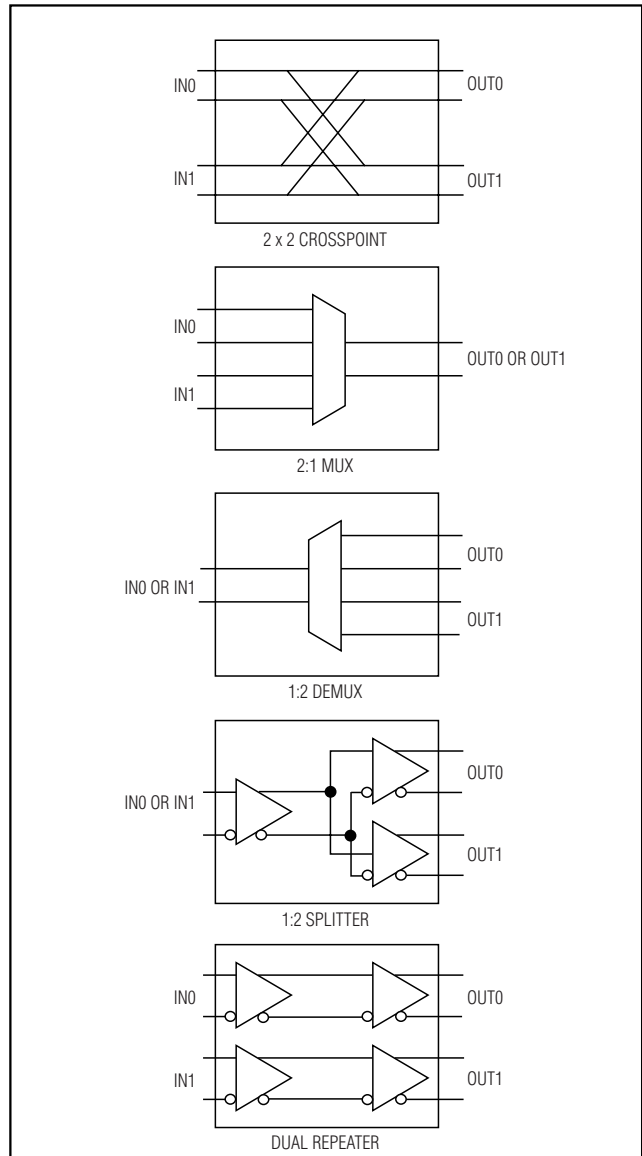 IN0
OUT0
IN1
OUT1
2 x 2 CROSSPOINT
IN0
OUT0 OR OUT1
IN1
2:1 MUX
OUT0
IN0 OR IN1
OUT1
1:2 DEMUX
OUT0
IN0 OR IN1
OUT1
1:2 SPLITTER
IN0
OUT0
IN1
OUT1
DUAL REPEATER